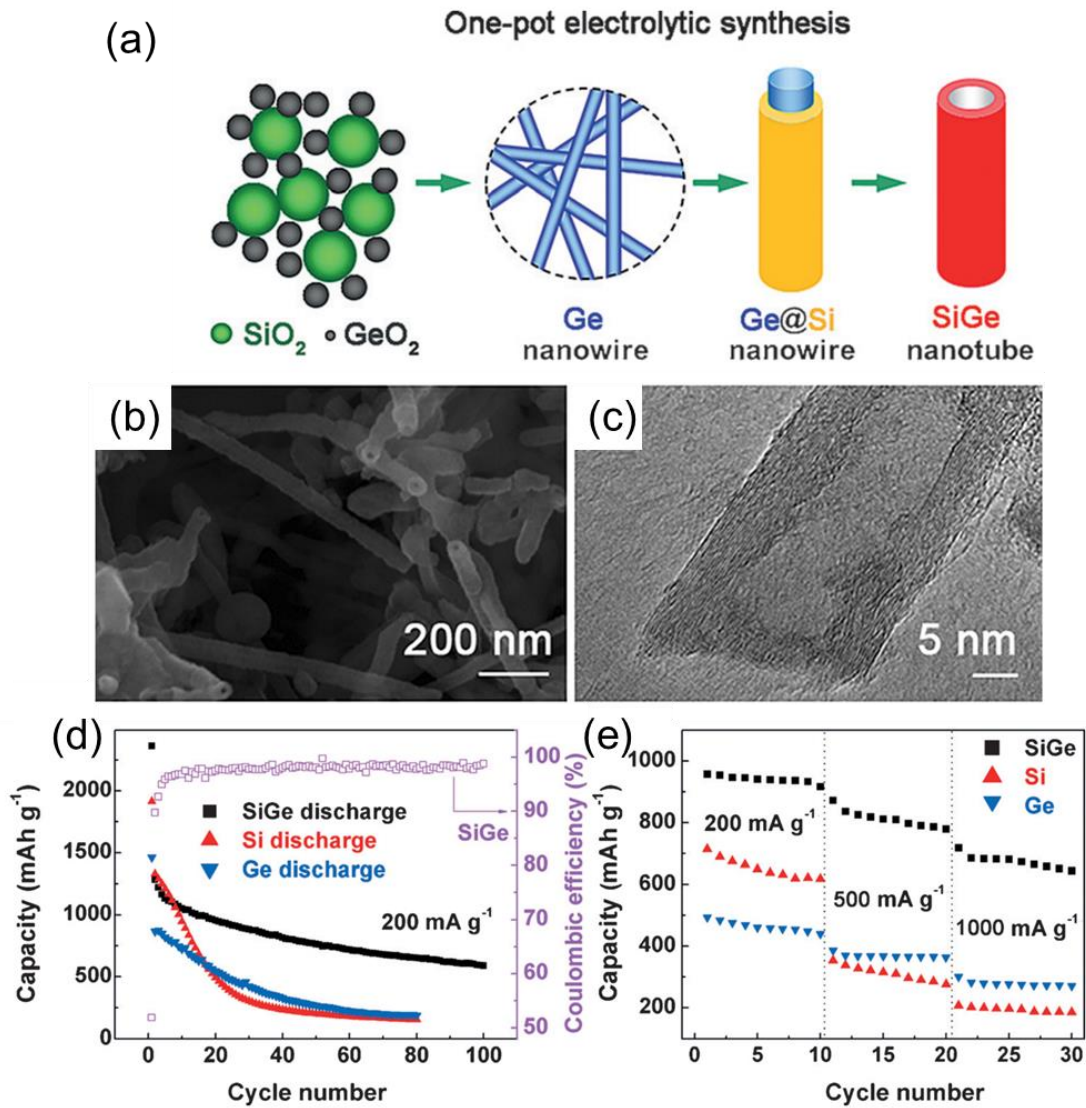 (a)
One-pot electrolytic synthesis
SiO2 GeO2
Ge
nanowire
Ge@Si
nanowire
SiGe
nanotube
(b)
200 nm
(c)
5 nm
(d)
Capacity (mAh g-1)
2000
1500
1000
500
0
SiGe discharge
Si discharge
Ge discharge
SiGe
200 mA g-1
100
90
80
70
60
50
Coulombic efficiency (%)
0 20 40 60 80 100
Cycle number
(e)
Capacity (mAh g-1)
1000
800
600
400
200
SiGe
Si
Ge
200 mA g-1
500 mA g-1
1000 mA g-1
0 5 10 15 20 25 30
Cycle number